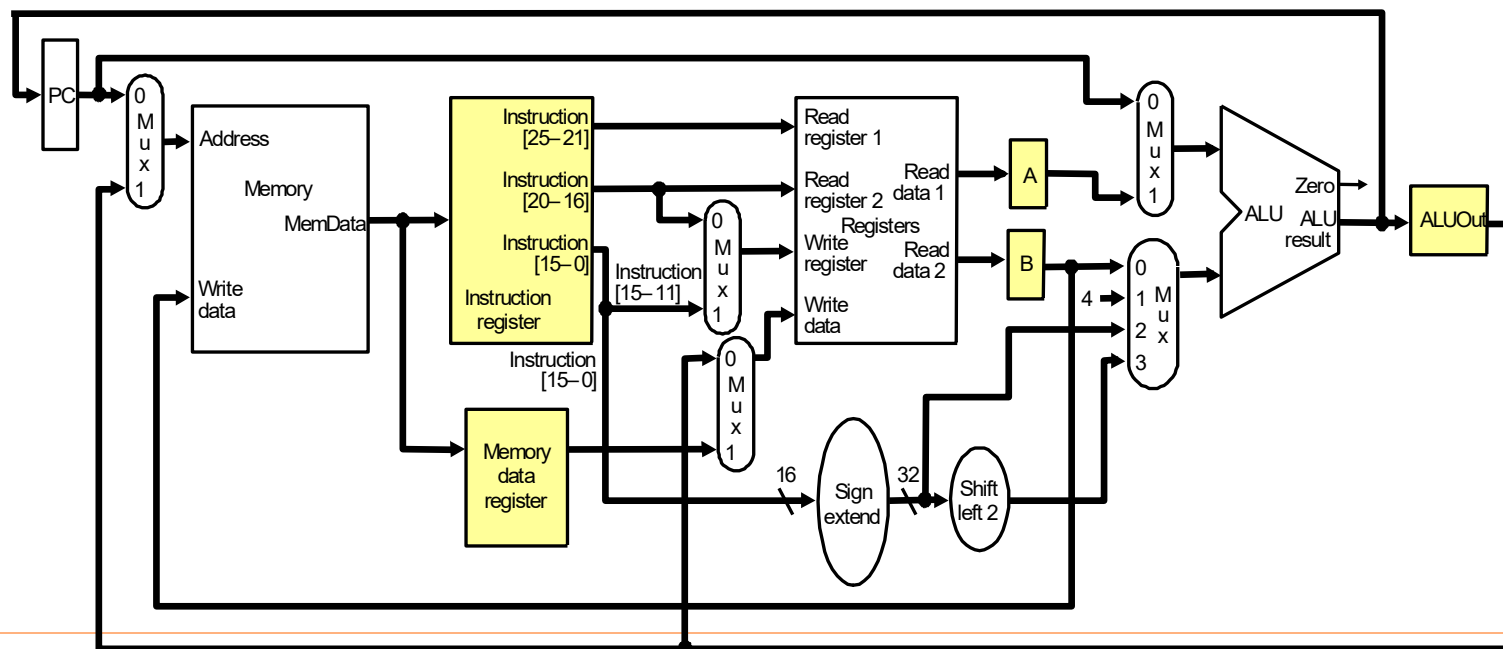 PC
0
M
u
x
1
Address
Memory
MemData
Write
data
Instruction
[25–21]
Instruction
[20–16]
Instruction
[15–0]
Instruction
register
Instruction
[15–11]
Instruction
[15–0]
0
M
u
x
1
0
M
u
x
1
Memory
data
register
Read
register 1
Read
register 2
Registers
Write
register
Write
data
Read
data 1
Read
data 2
16
Sign
extend
32
Shift
left 2
A
B
4
0
M
u
x
1
0
1
2
3
M
u
x
Zero
ALU
ALU
result
ALUOut